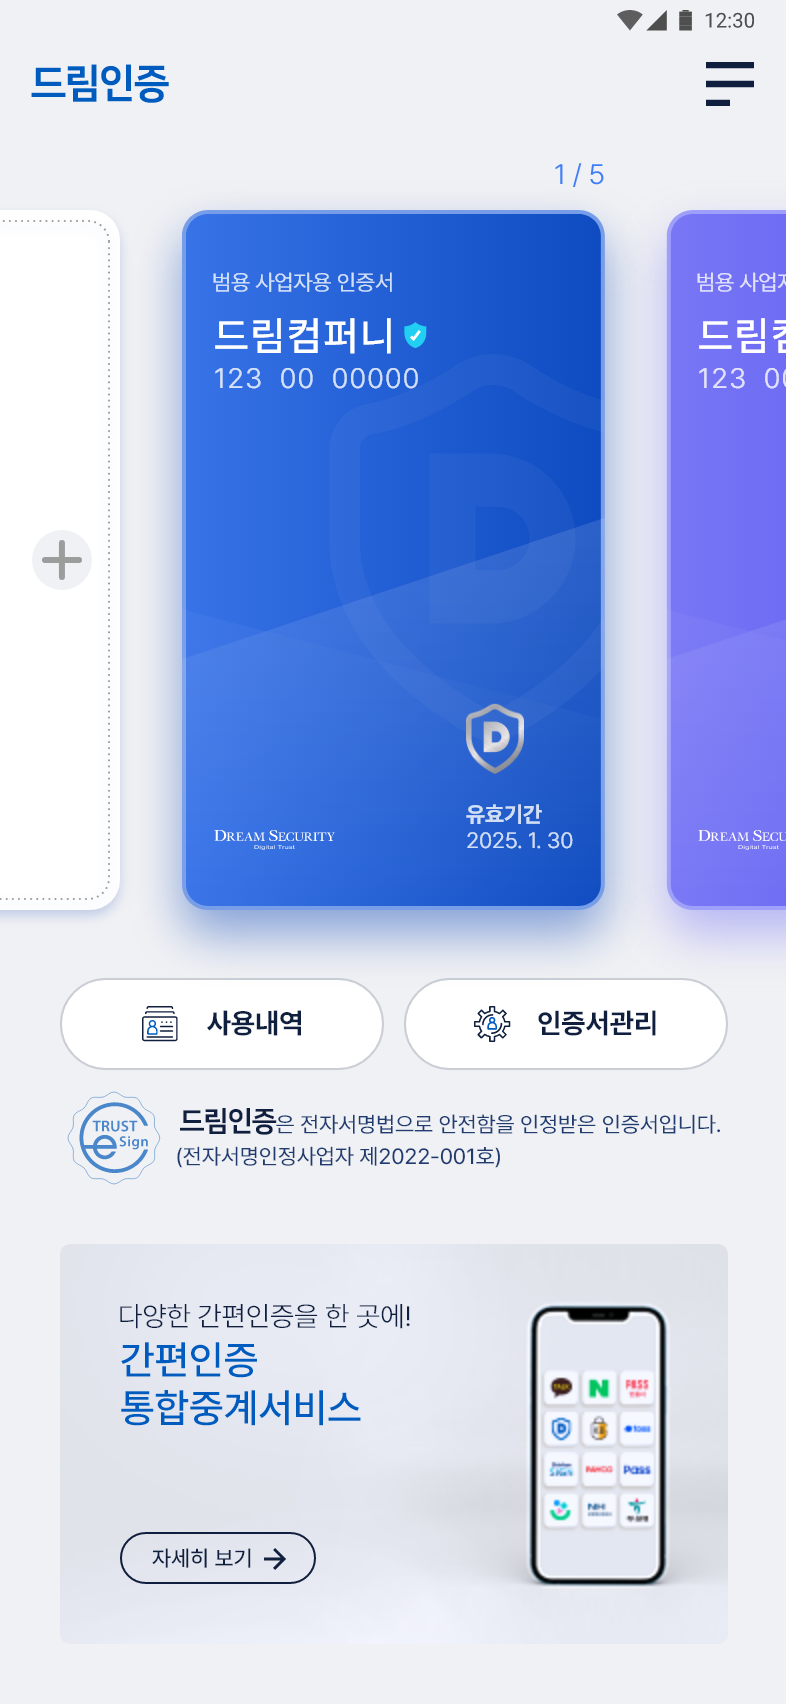 12:30
드림인증
1 / 5
범용 사업자용 인증서
드림컴퍼니
123 00 00000
D
유효기간
2025. 1. 30
DREAM SECURITY
Digital Trust
범용 사업자
드림컴
123 00
DREAM SECU
Digital Trust
사용내역
인증서관리
TRUST
eSign
드림인증은 전자서명법으로 안전함을 인정받은 인증서입니다.
(전자서명인정사업자 제2022-001호)
다양한 간편인증을 한 곳에!
간편인증
통합중계서비스
자세히 보기
N
PASS
D
toss
PAYCO
Pass
NH